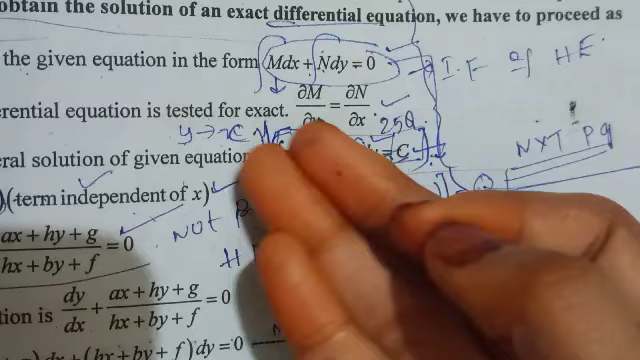 obtain the solution of an exact differential equation, we have to proceed as
the given equation in the form Mdx + Ndy = 0 I.F of H E.
erential equation is tested for exact. ∂M/∂y = ∂N/∂x 25Q
y → x
eral solution of given equation = C
NXT Pg
(term independent of x)
ax + hy + g / hx + by + f = 0
NOT
H
tion is dy/dx + ax + hy + g / hx + by + f = 0
dx + (hx + by + f) dy = 0